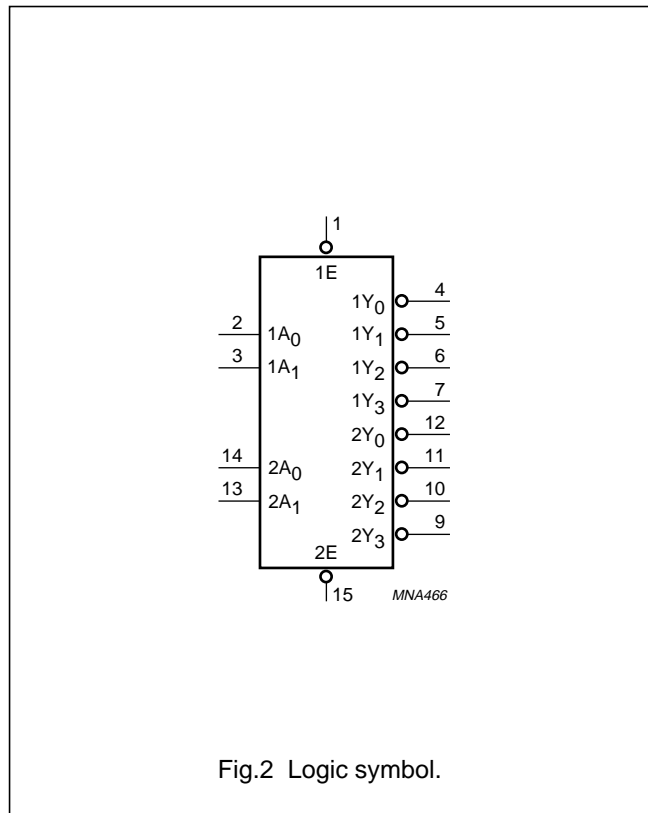 1
1E
1Y0 4
2 1A0 1Y1 5
3 1A1 1Y2 6
1Y3 7
2Y0 12
14 2A0 2Y1 11
13 2A1 2Y2 10
2Y3 9
2E
15 MNA466
Fig.2 Logic symbol.